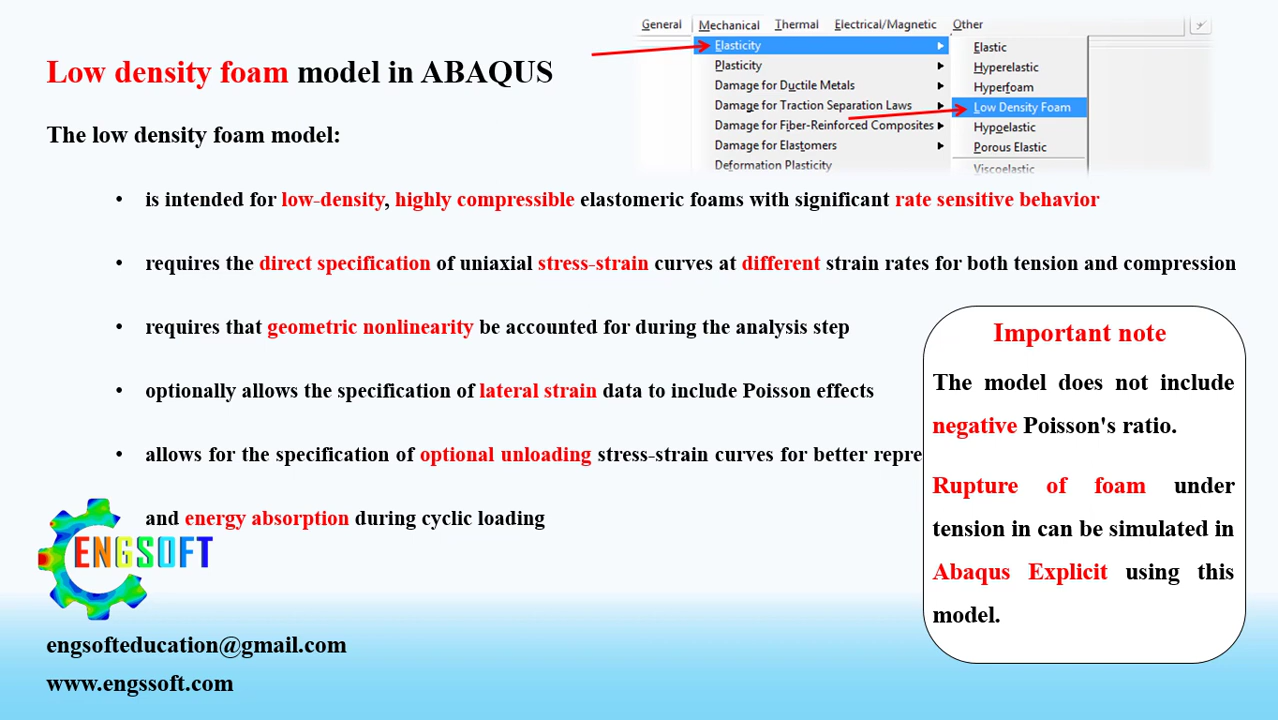 General Mechanical Thermal Electrical/Magnetic Other
Elasticity
Plasticity
Damage for Ductile Metals
Damage for Traction Separation Laws
Damage for Fiber-Reinforced Composites
Damage for Elastomers
Deformation Plasticity
Elastic
Hyperelastic
Hyperfoam
Low Density Foam
Hypoelastic
Porous Elastic
Viscoelastic
Low density foam model in ABAQUS
The low density foam model:
• is intended for low-density, highly compressible elastomeric foams with significant rate sensitive behavior
• requires the direct specification of uniaxial stress-strain curves at different strain rates for both tension and compression
• requires that geometric nonlinearity be accounted for during the analysis step
• optionally allows the specification of lateral strain data to include Poisson effects
• allows for the specification of optional unloading stress-strain curves for better repre
and energy absorption during cyclic loading
Important note
The model does not include
negative Poisson's ratio.
Rupture of foam under
tension in can be simulated in
Abaqus Explicit using this
model.
ENGSOFT
engsofteducation@gmail.com
www.engssoft.com